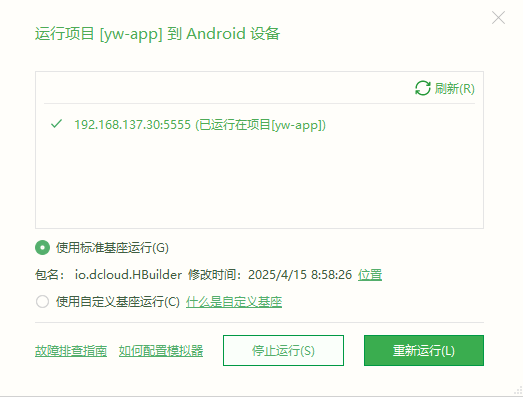 运行项目 [yw-app] 到 Android 设备
刷新(R)
192.168.137.30:5555 (已运行在项目[yw-app])
使用标准基座运行(G)
包名： io.dcloud.HBuilder 修改时间：2025/4/15 8:58:26 位置
使用自定义基座运行(C) 什么是自定义基座
故障排查指南 如何配置模拟器 停止运行(S) 重新运行(L)